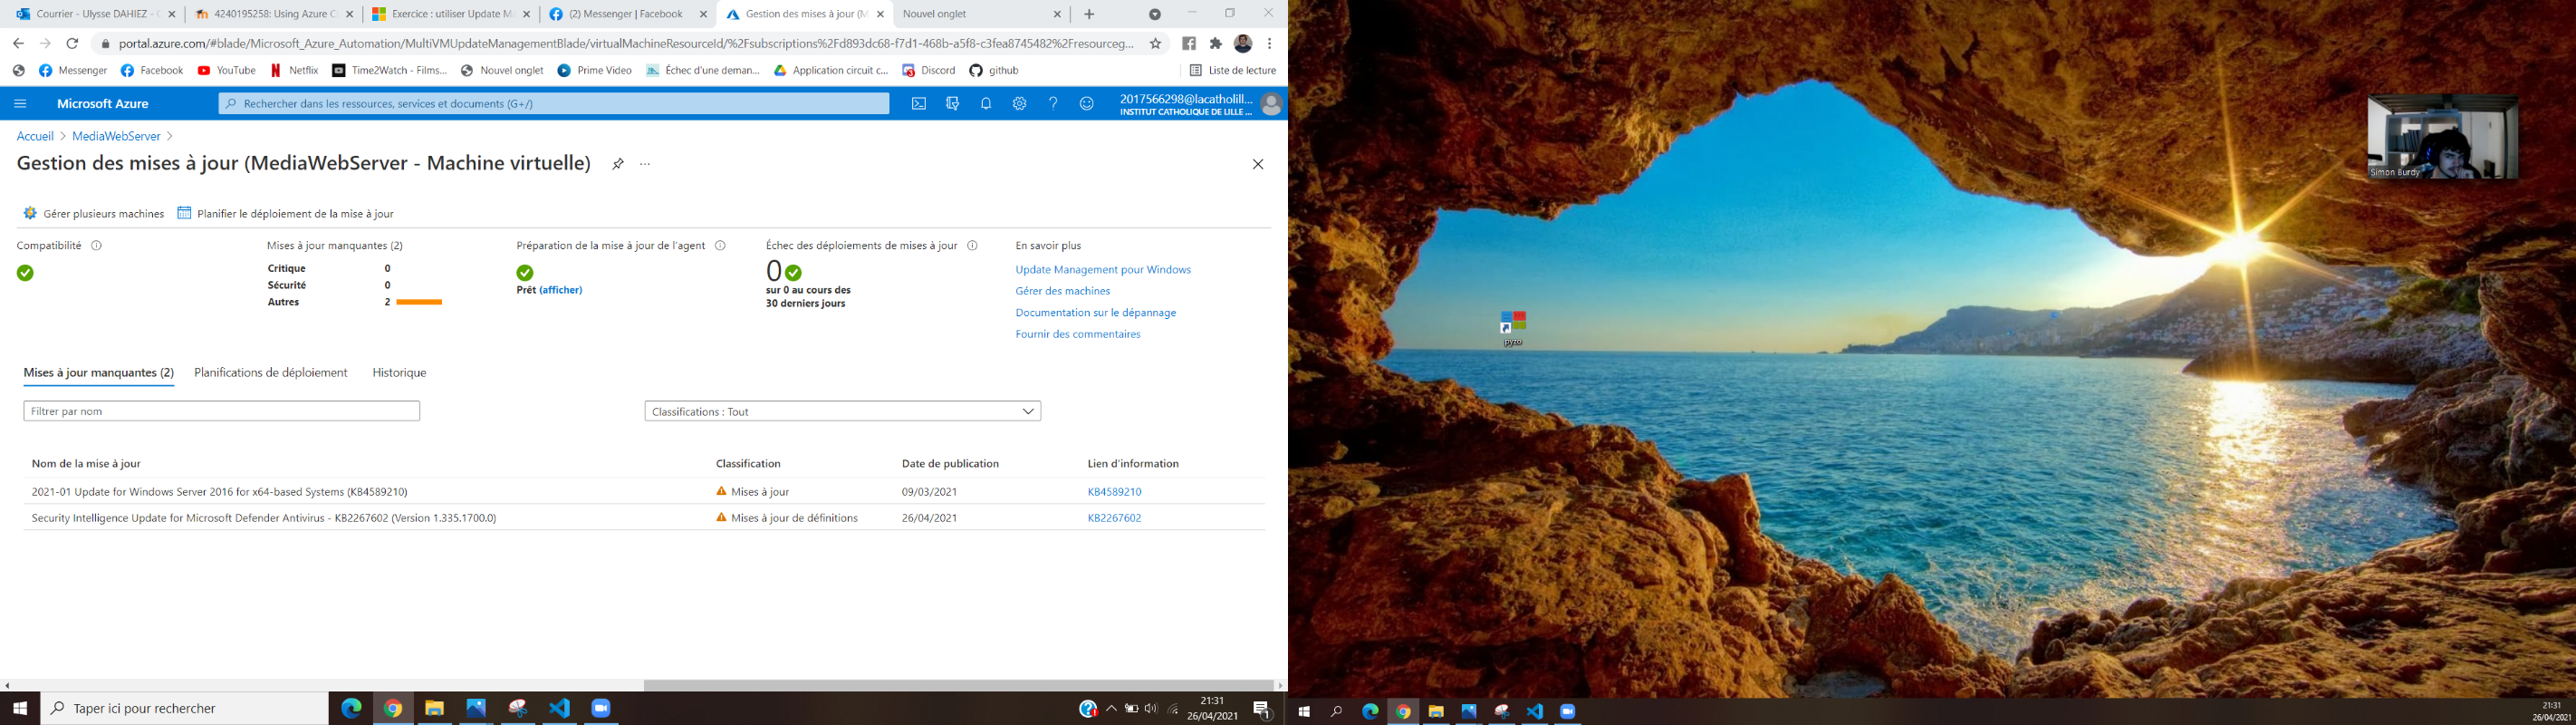 Courrier - Ulysse DAHIEZ - O
4240195258: Using Azure C
Exercice : utiliser Update M
(2) Messenger | Facebook
Gestion des mises à jour (M
Nouvel onglet
portal.azure.com/#blade/Microsoft_Azure_Automation/MultiVMUpdateManagementBlade/virtualMachineResourceId/%2Fsubscriptions%2Fd893dc68-f7d1-468b-a5f8-c3fea8745482%2Fresourceg...
Messenger
Facebook
YouTube
Netflix
Time2Watch - Films...
Nouvel onglet
Prime Video
Échec d'une deman...
Application circuit c...
Discord
github
Liste de lecture
Microsoft Azure
Rechercher dans les ressources, services et documents (G+/)
2017566298@lacatholill...
INSTITUT CATHOLIQUE DE LILLE ...
Accueil > MediaWebServer >
Gestion des mises à jour (MediaWebServer - Machine virtuelle)
Gérer plusieurs machines
Planifier le déploiement de la mise à jour
Compatibilité
Mises à jour manquantes (2)
Critique 0
Sécurité 0
Autres 2
Préparation de la mise à jour de l'agent
Prêt (afficher)
Échec des déploiements de mises à jour
0
sur 0 au cours des
30 derniers jours
En savoir plus
Update Management pour Windows
Gérer des machines
Documentation sur le dépannage
Fournir des commentaires
Mises à jour manquantes (2)
Planifications de déploiement
Historique
Filtrer par nom
Classifications : Tout
Nom de la mise à jour Classification Date de publication Lien d'information
2021-01 Update for Windows Server 2016 for x64-based Systems (KB4589210) Mises à jour 09/03/2021 KB4589210
Security Intelligence Update for Microsoft Defender Antivirus - KB2267602 (Version 1.335.1700.0) Mises à jour de définitions 26/04/2021 KB2267602
Taper ici pour rechercher
21:31
26/04/2021
1
pyzo
Simon Burdy
21:31
26/04/2021